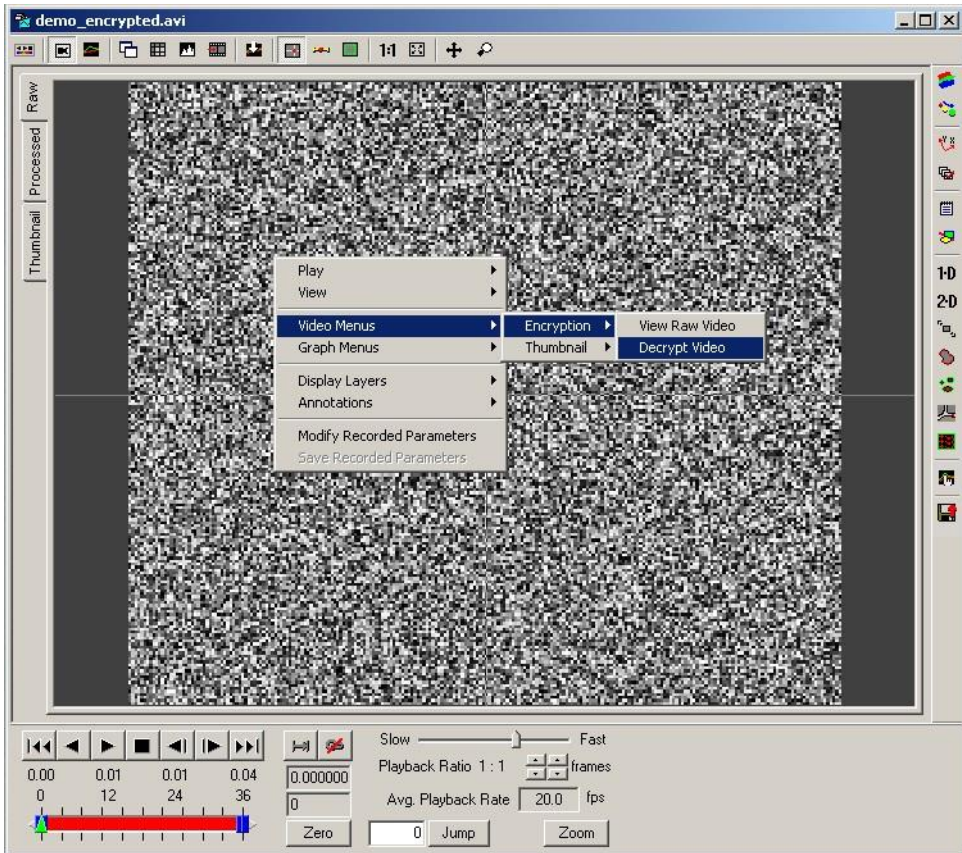 demo_encrypted.avi
1:1
Raw
Processed
Thumbnail
Play
View
Video Menus
Graph Menus
Display Layers
Annotations
Modify Recorded Parameters
Save Recorded Parameters
Encryption
Thumbnail
View Raw Video
Decrypt Video
Y X
1-D
2-D
0.00 0.01 0.01 0.04
0 12 24 36
0.000000
0
Zero
Slow Fast
Playback Ratio 1 : 1 frames
Avg. Playback Rate 20.0 fps
0 Jump Zoom